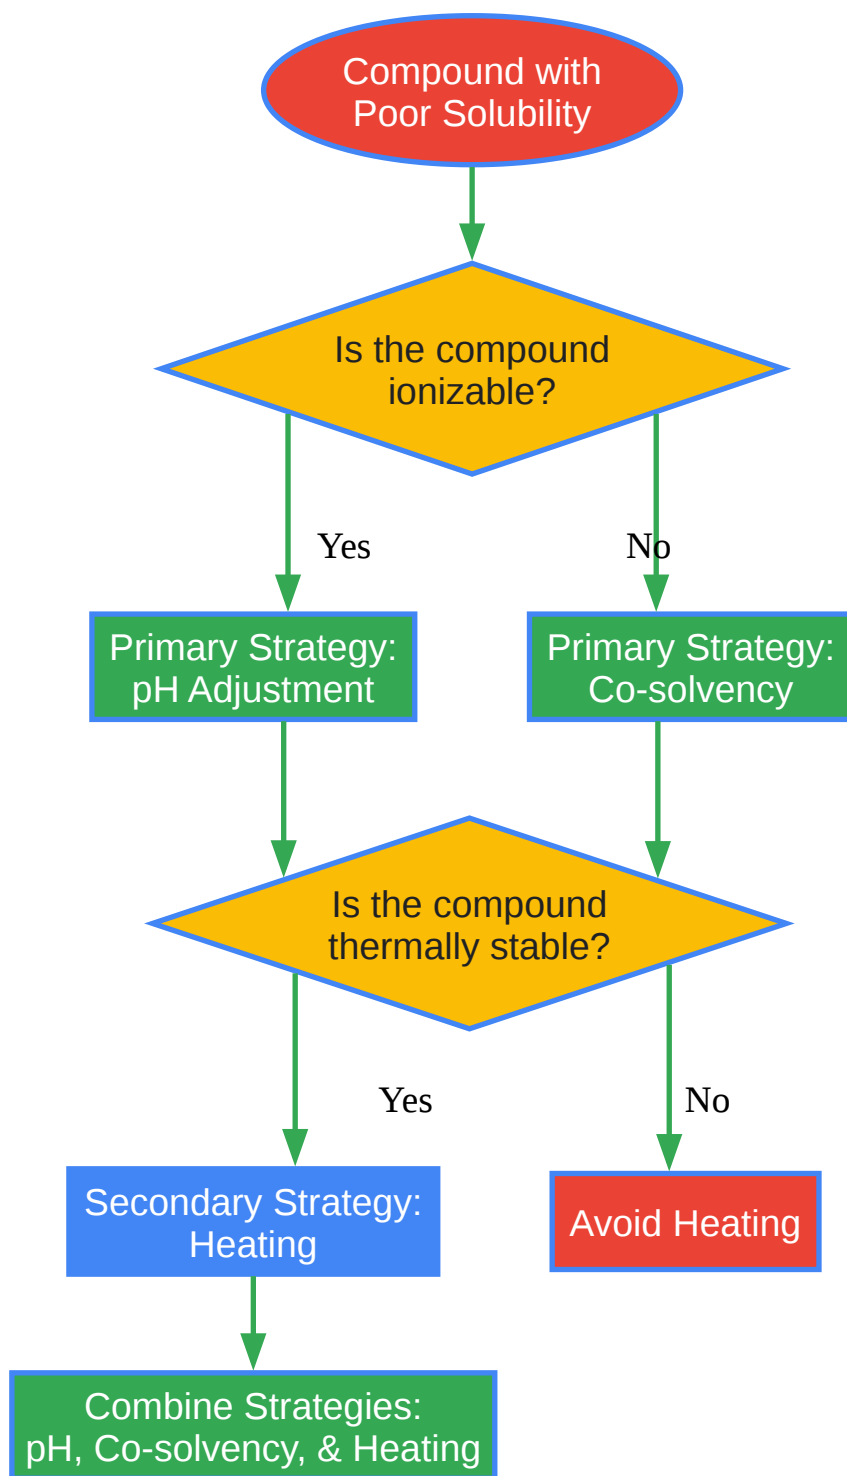 Compound with
Poor Solubility
Is the compound
ionizable?
Yes
No
Primary Strategy:
pH Adjustment
Primary Strategy:
Co-solvency
Is the compound
thermally stable?
Yes
No
Secondary Strategy:
Heating
Avoid Heating
Combine Strategies:
pH, Co-solvency, & Heating